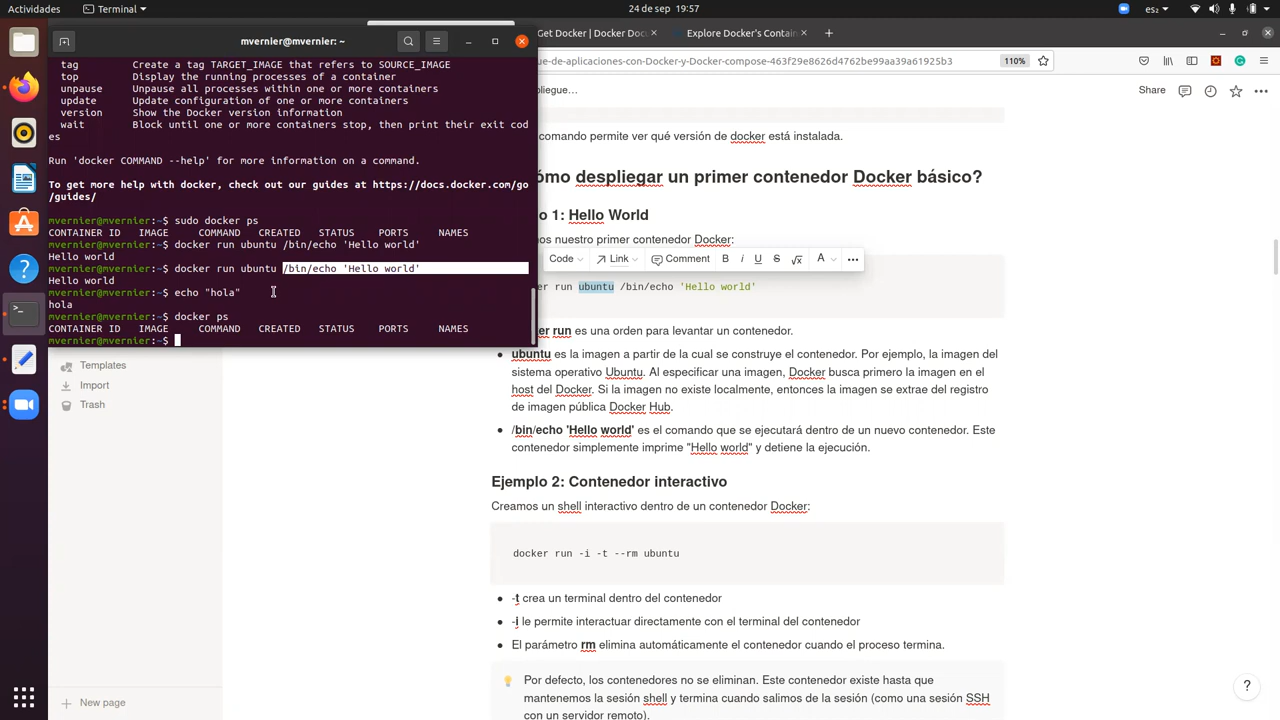 Actividades
Terminal
24 de sep 19:57
es₂
mvernier@mvernier: ~
Get Docker | Docker Doc
Explore Docker's Contain
ue-de-aplicaciones-con-Docker-y-Docker-compose-463f29e8626d4762be99aa39a61925b3
110%
pliegue…
Share
tag Create a tag TARGET_IMAGE that refers to SOURCE_IMAGE
top Display the running processes of a container
unpause Unpause all processes within one or more containers
update Update configuration of one or more containers
version Show the Docker version information
wait Block until one or more containers stop, then print their exit cod
es
Run 'docker COMMAND --help' for more information on a command.
To get more help with docker, check out our guides at https://docs.docker.com/go
/guides/
mvernier@mvernier:~$ sudo docker ps
CONTAINER ID IMAGE COMMAND CREATED STATUS PORTS NAMES
mvernier@mvernier:~$ docker run ubuntu /bin/echo 'Hello world'
Hello world
mvernier@mvernier:~$ docker run ubuntu /bin/echo 'Hello world'
Hello world
mvernier@mvernier:~$ echo "hola"
hola
mvernier@mvernier:~$ docker ps
CONTAINER ID IMAGE COMMAND CREATED STATUS PORTS NAMES
mvernier@mvernier:~$
Templates
Import
Trash
New page
comando permite ver qué versión de docker está instalada.
ómo despliegar un primer contenedor Docker básico?
o 1: Hello World
mos nuestro primer contenedor Docker:
Code Link Comment B i U S √x A
er run ubuntu /bin/echo 'Hello world'
er run es una orden para levantar un contenedor.
ubuntu es la imagen a partir de la cual se construye el contenedor. Por ejemplo, la imagen del
sistema operativo Ubuntu. Al especificar una imagen, Docker busca primero la imagen en el
host del Docker. Si la imagen no existe localmente, entonces la imagen se extrae del registro
de imagen pública Docker Hub.
/bin/echo 'Hello world' es el comando que se ejecutará dentro de un nuevo contenedor. Este
contenedor simplemente imprime "Hello world" y detiene la ejecución.
Ejemplo 2: Contenedor interactivo
Creamos un shell interactivo dentro de un contenedor Docker:
docker run -i -t --rm ubuntu
-t crea un terminal dentro del contenedor
-i le permite interactuar directamente con el terminal del contenedor
El parámetro rm elimina automáticamente el contenedor cuando el proceso termina.
Por defecto, los contenedores no se eliminan. Este contenedor existe hasta que
mantenemos la sesión shell y termina cuando salimos de la sesión (como una sesión SSH
con un servidor remoto).
?